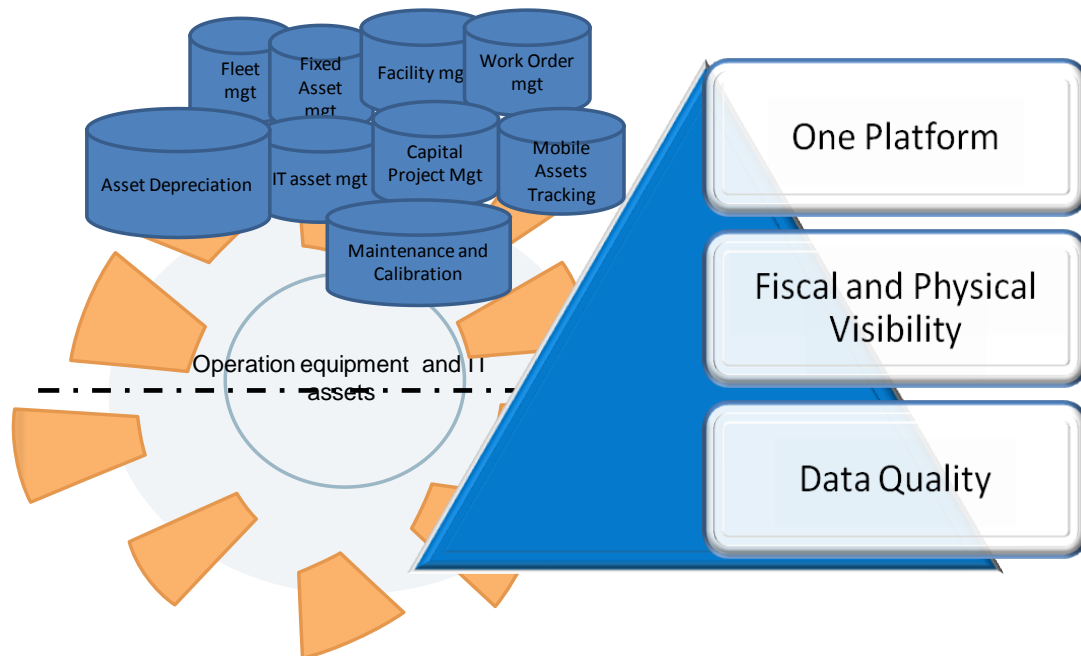 Fleet
mgt
Fixed
Asset
mgt
Facility mg
Work Order
mgt
Asset Depreciation
IT asset mgt
Capital
Project Mgt
Mobile
Assets
Tracking
Maintenance and
Calibration
Operation equipment and IT
assets
One Platform
Fiscal and Physical
Visibility
Data Quality